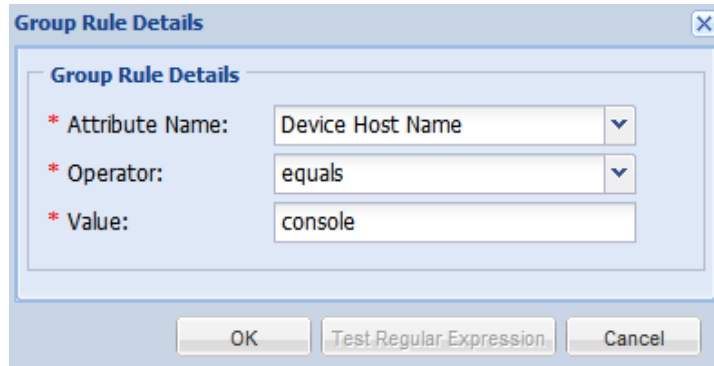 Group Rule Details
Group Rule Details
* Attribute Name: Device Host Name
* Operator: equals
* Value: console
OK Test Regular Expression Cancel